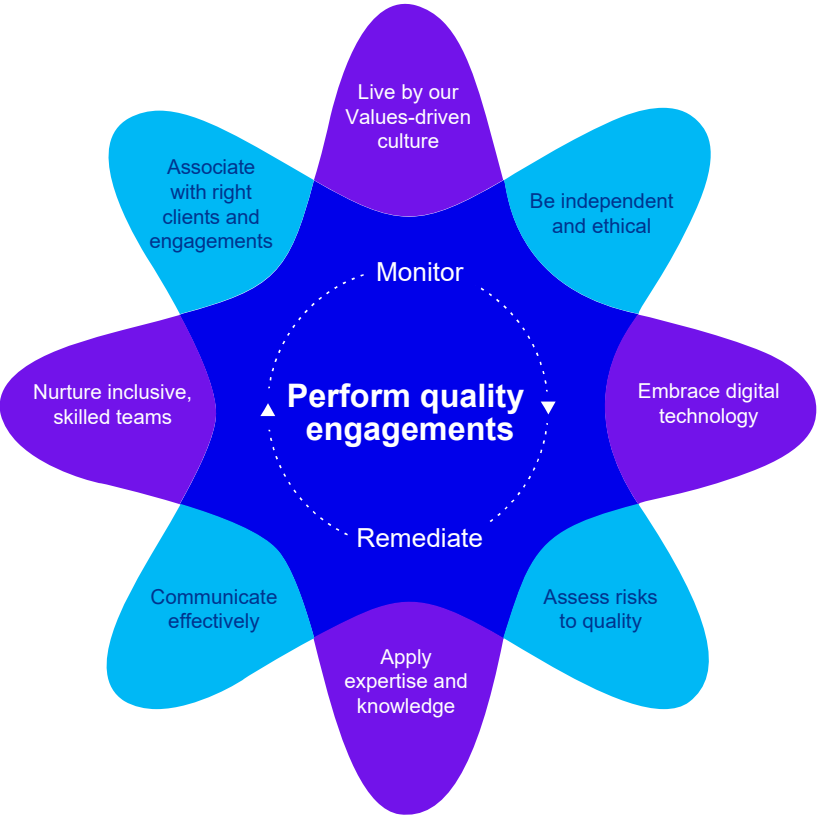 Live by our
Values-driven
culture
Associate
with right
clients and
engagements
Be independent
and ethical
Monitor
Nurture inclusive,
skilled teams
Perform quality
engagements
Embrace digital
technology
Remediate
Communicate
effectively
Assess risks
to quality
Apply
expertise and
knowledge